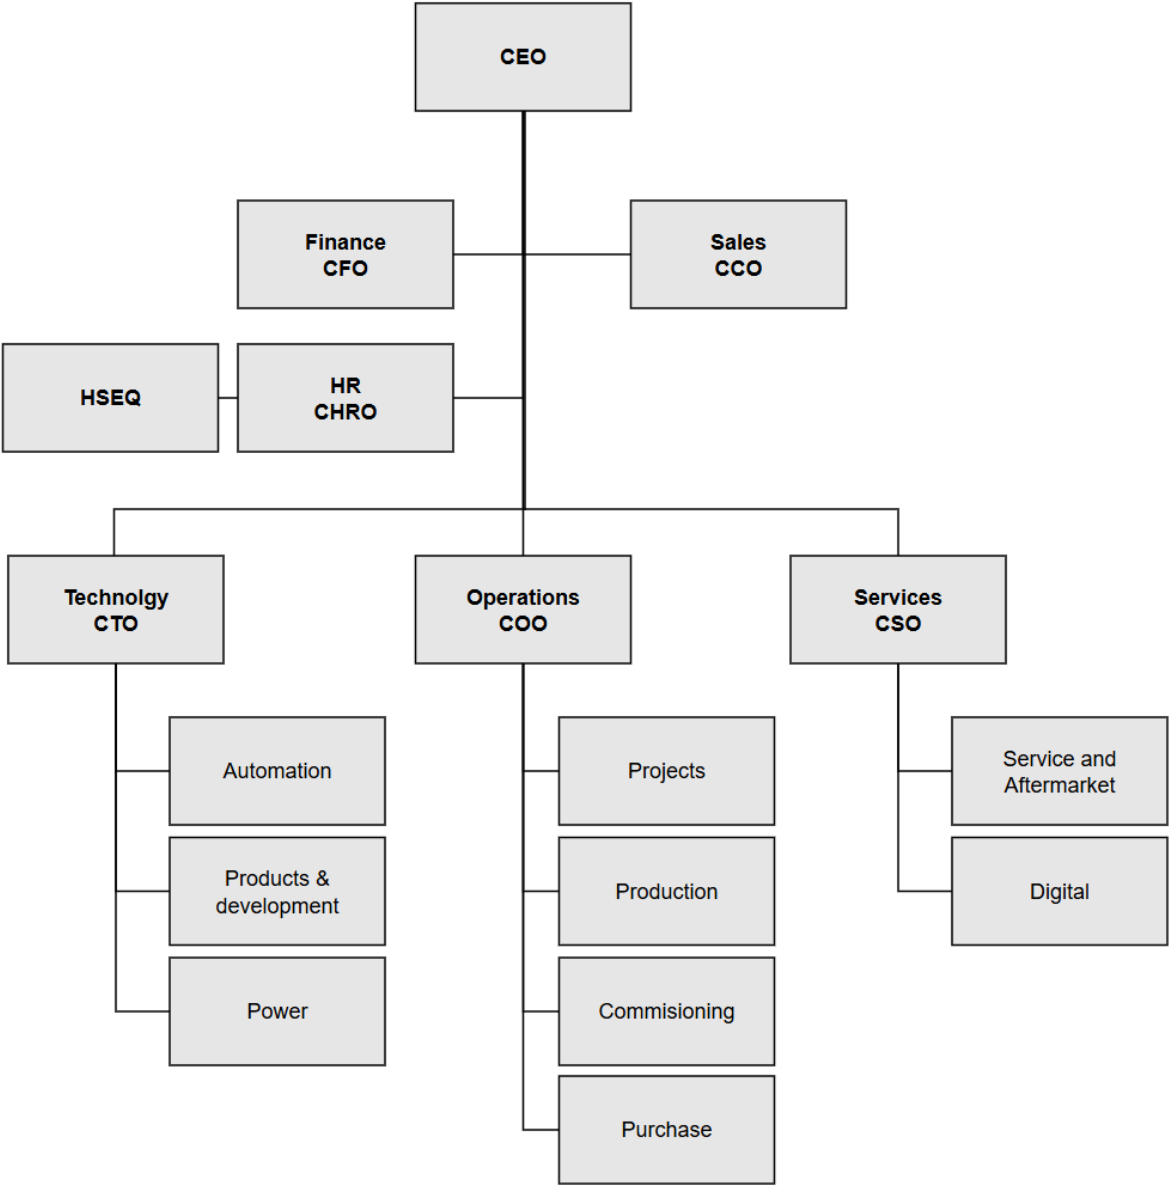 CEO
Finance
CFO
Sales
CCO
HSEQ
HR
CHRO
Technolgy
CTO
Operations
COO
Services
CSO
Automation
Products &
development
Power
Projects
Production
Commisioning
Purchase
Service and
Aftermarket
Digital